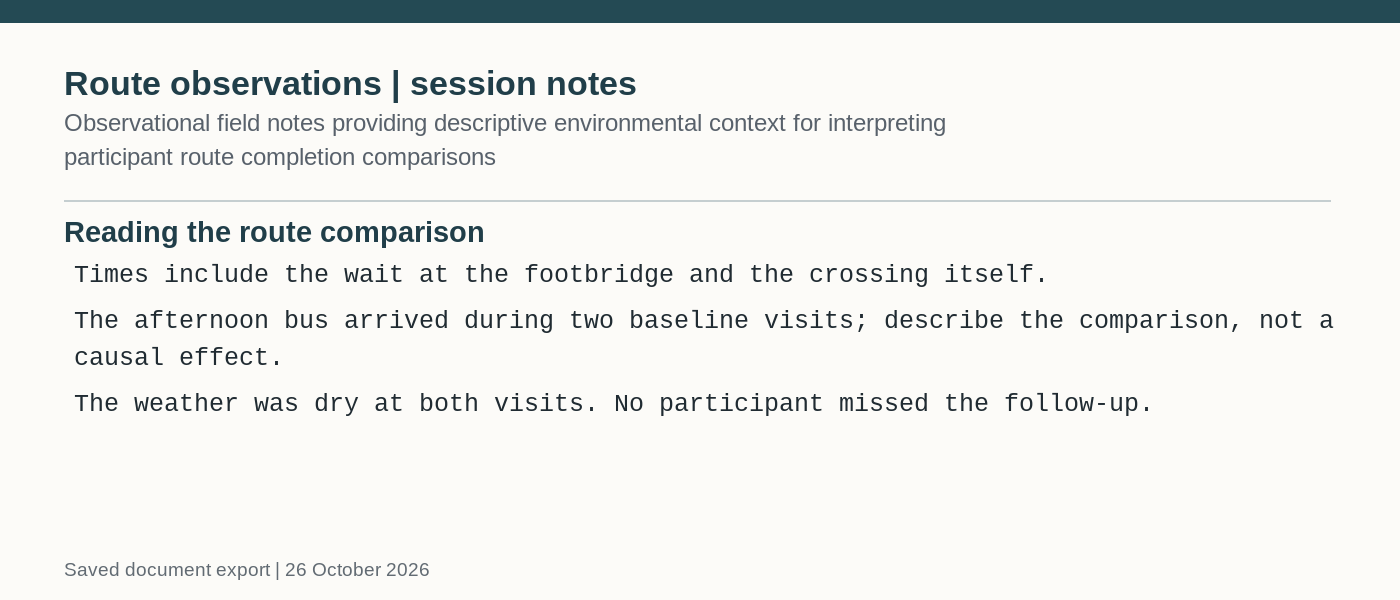 Route observations | session notes
Observational field notes providing descriptive environmental context for interpreting
participant route completion comparisons
Reading the route comparison
Times include the wait at the footbridge and the crossing itself.
The afternoon bus arrived during two baseline visits; describe the comparison, not a
causal effect.
The weather was dry at both visits. No participant missed the follow-up.
Saved document export | 26 October 2026